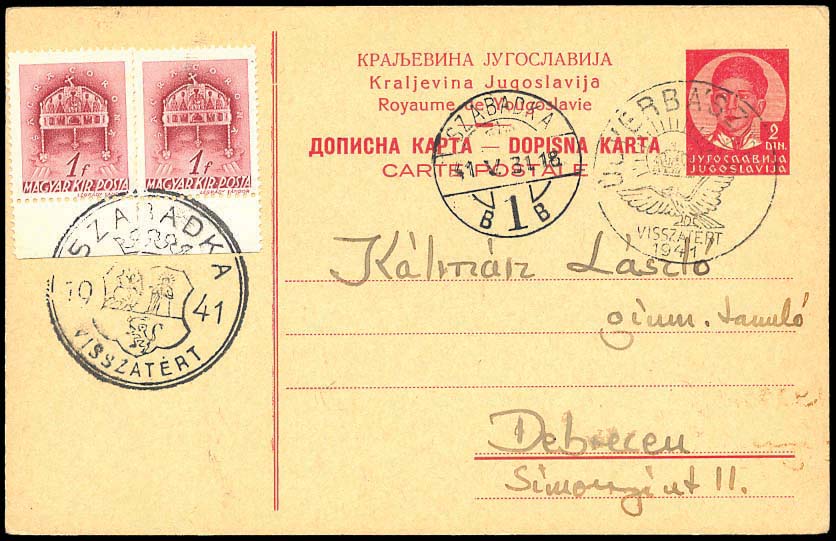 КРАЉЕВИНА ЈУГОСЛАВИЈА
Kraljevina Jugoslavija
Royaume de Yougoslavie
ДОПИСНА КАРТА — DOPISNA KARTA
CARTE POSTALE
1f 1f
MAGYAR KIR. POSTA MAGYAR KIR. POSTA
SZABADKA
1941
VISSZATÉRT
SZABADKA
41 V. 31. 18
B 1 B
VERBÁSZ
VISSZATÉRT
1941
2
DIN.
ЈУГОСЛАВИЈА
JUGOSLAVIJA
Kálmán László
gimn. tanuló
Debrecen
Simonyi út 11.